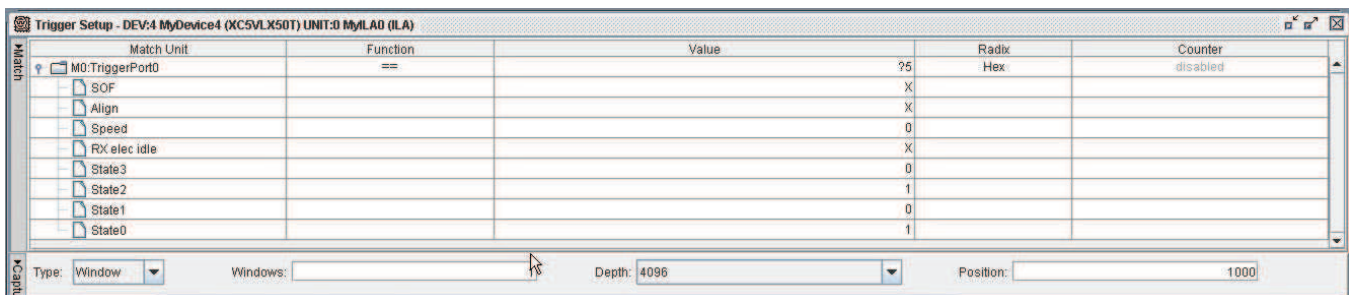 Trigger Setup - DEV:4 MyDevice4 (XC5VLX50T) UNIT:0 MyILA0 (ILA)
Match
Match Unit Function Value Radix Counter
M0:TriggerPort0 == ?5 Hex disabled
SOF X
Align X
Speed 0
RX elec idle X
State3 0
State2 1
State1 0
State0 1
Captu
Type: Window Windows: Depth: 4096 Position: 1000